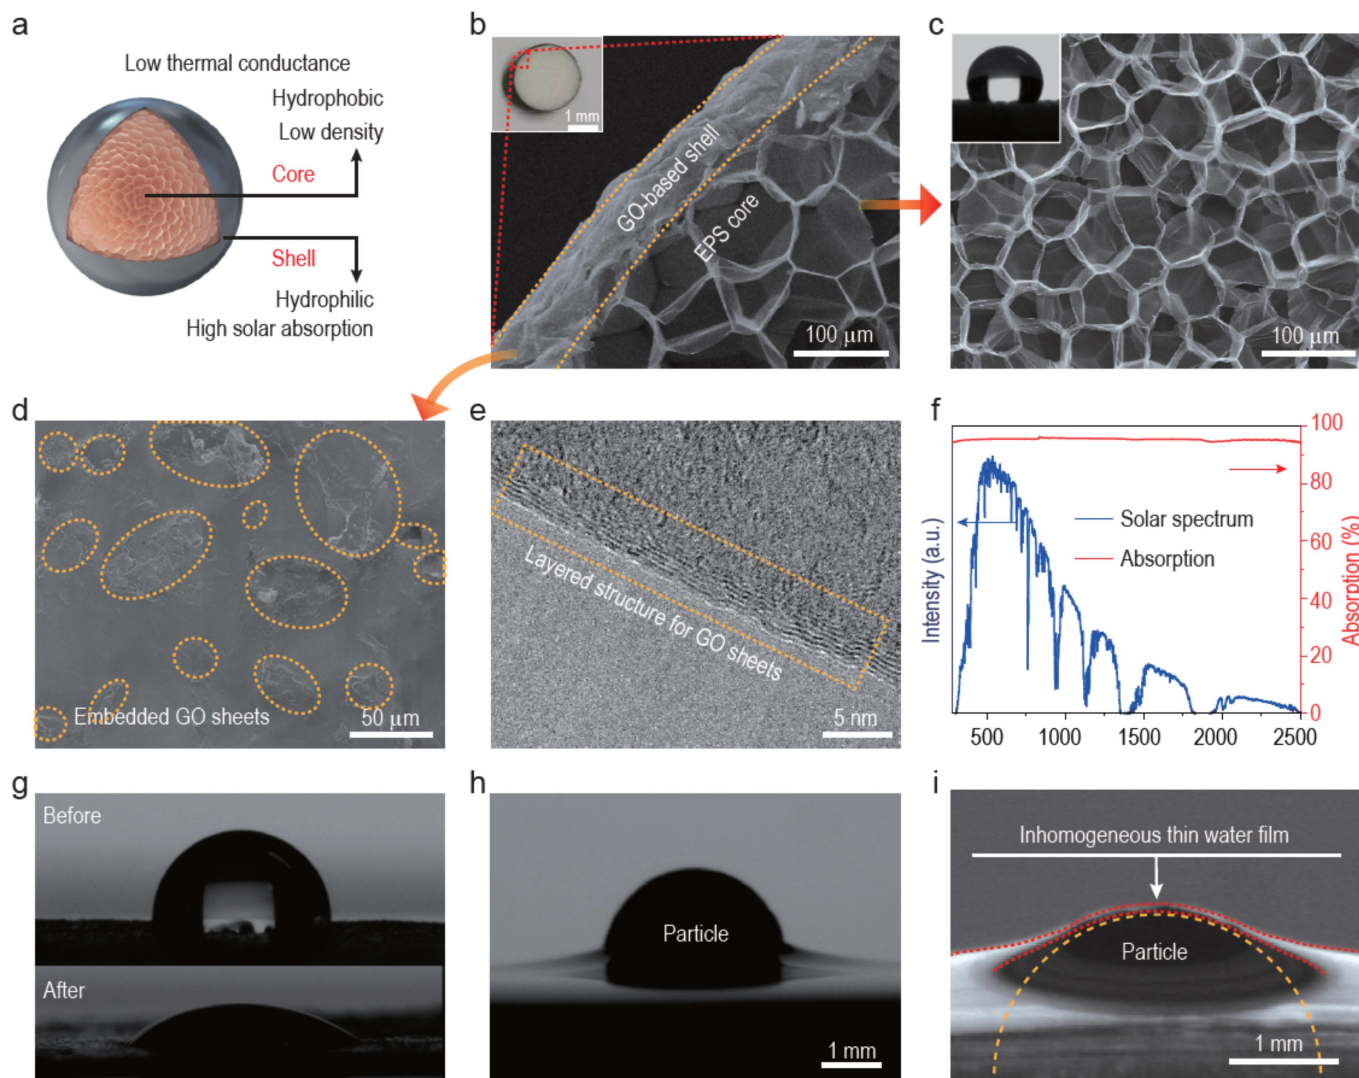 a
Low thermal conductance
Hydrophobic
Low density
Core
Shell
Hydrophilic
High solar absorption
b
1 mm
GO-based shell
EPS core
100 μm
c
100 μm
d
Embedded GO sheets
50 μm
e
Layered structure for GO sheets
5 nm
f
Intensity (a.u.)
Solar spectrum
Absorption
100
80
60
40
20
0
Absorption (%)
500
1000
1500
2000
2500
g
Before
After
h
Particle
1 mm
i
Inhomogeneous thin water film
Particle
1 mm